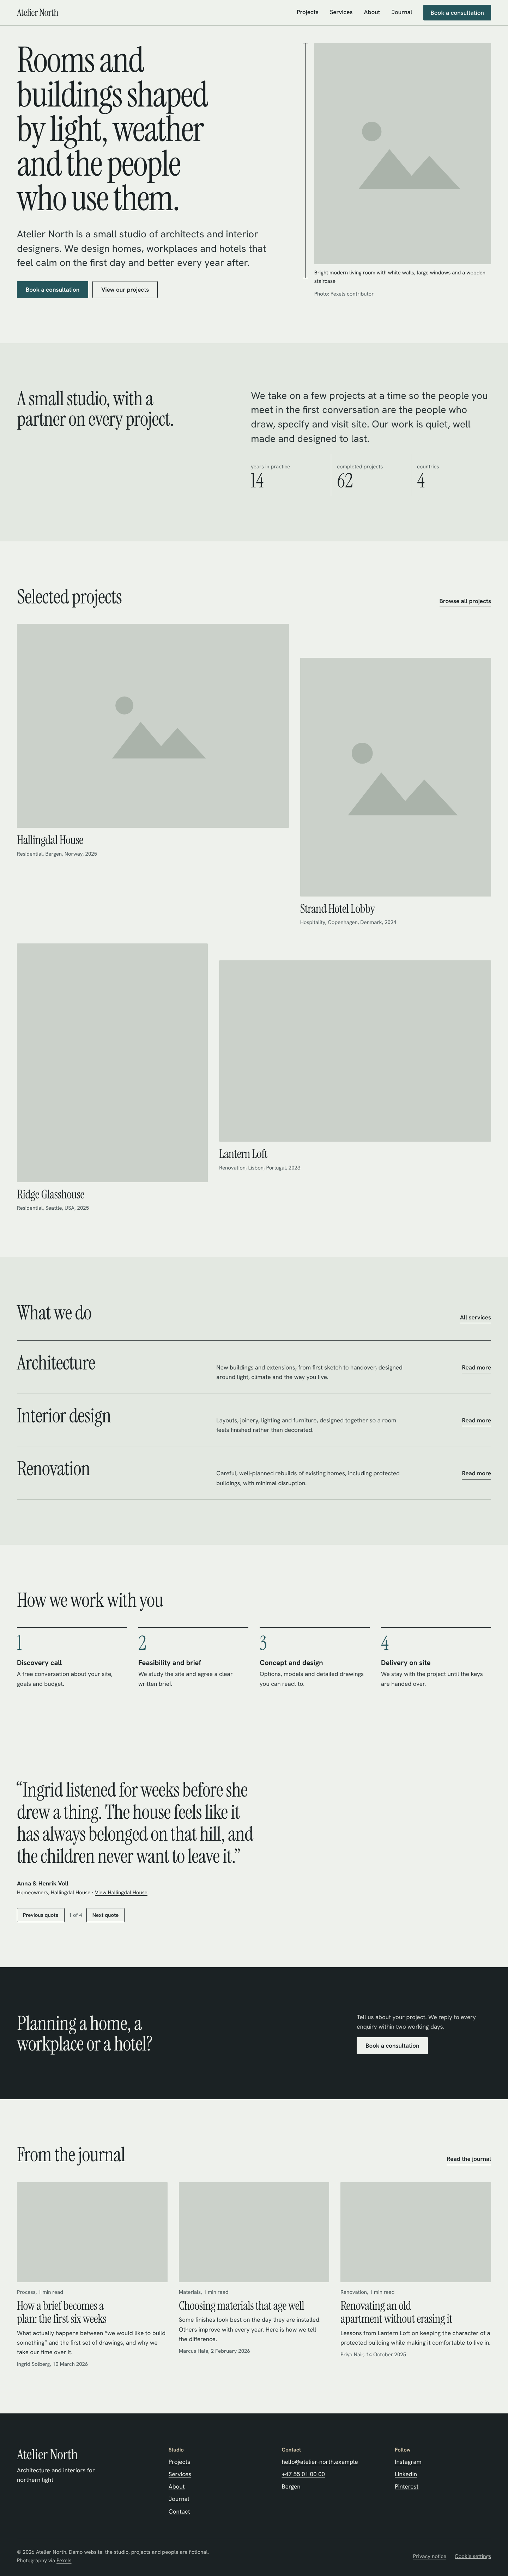 Atelier North
Projects
Services
About
Journal
Book a consultation
Rooms and
buildings shaped
by light, weather
and the people
who use them.
Atelier North is a small studio of architects and interior
designers. We design homes, workplaces and hotels that
feel calm on the first day and better every year after.
Book a consultation
View our projects
Bright modern living room with white walls, large windows and a wooden
staircase
Photo: Pexels contributor
A small studio, with a
partner on every project.
We take on a few projects at a time so the people you
meet in the first conversation are the people who
draw, specify and visit site. Our work is quiet, well
made and designed to last.
years in practice
14
completed projects
62
countries
4
Selected projects
Browse all projects
Hallingdal House
Residential, Bergen, Norway, 2025
Strand Hotel Lobby
Hospitality, Copenhagen, Denmark, 2024
Lantern Loft
Renovation, Lisbon, Portugal, 2023
Ridge Glasshouse
Residential, Seattle, USA, 2025
What we do
All services
Architecture
New buildings and extensions, from first sketch to handover, designed
around light, climate and the way you live.
Read more
Interior design
Layouts, joinery, lighting and furniture, designed together so a room
feels finished rather than decorated.
Read more
Renovation
Careful, well-planned rebuilds of existing homes, including protected
buildings, with minimal disruption.
Read more
How we work with you
1
Discovery call
A free conversation about your site,
goals and budget.
2
Feasibility and brief
We study the site and agree a clear
written brief.
3
Concept and design
Options, models and detailed drawings
you can react to.
4
Delivery on site
We stay with the project until the keys
are handed over.
“Ingrid listened for weeks before she
drew a thing. The house feels like it
has always belonged on that hill, and
the children never want to leave it.”
Anna & Henrik Voll
Homeowners, Hallingdal House · View Hallingdal House
Previous quote
1 of 4
Next quote
Planning a home, a
workplace or a hotel?
Tell us about your project. We reply to every
enquiry within two working days.
Book a consultation
From the journal
Read the journal
Process, 1 min read
How a brief becomes a
plan: the first six weeks
What actually happens between “we would like to build
something” and the first set of drawings, and why we
take our time over it.
Ingrid Solberg, 10 March 2026
Materials, 1 min read
Choosing materials that age well
Some finishes look best on the day they are installed.
Others improve with every year. Here is how we tell
the difference.
Marcus Hale, 2 February 2026
Renovation, 1 min read
Renovating an old
apartment without erasing it
Lessons from Lantern Loft on keeping the character of a
protected building while making it comfortable to live in.
Priya Nair, 14 October 2025
Atelier North
Architecture and interiors for
northern light
Studio
Projects
Services
About
Journal
Contact
Contact
hello@atelier-north.example
+47 55 01 00 00
Bergen
Follow
Instagram
LinkedIn
Pinterest
© 2026 Atelier North. Demo website: the studio, projects and people are fictional.
Photography via Pexels.
Privacy notice
Cookie settings